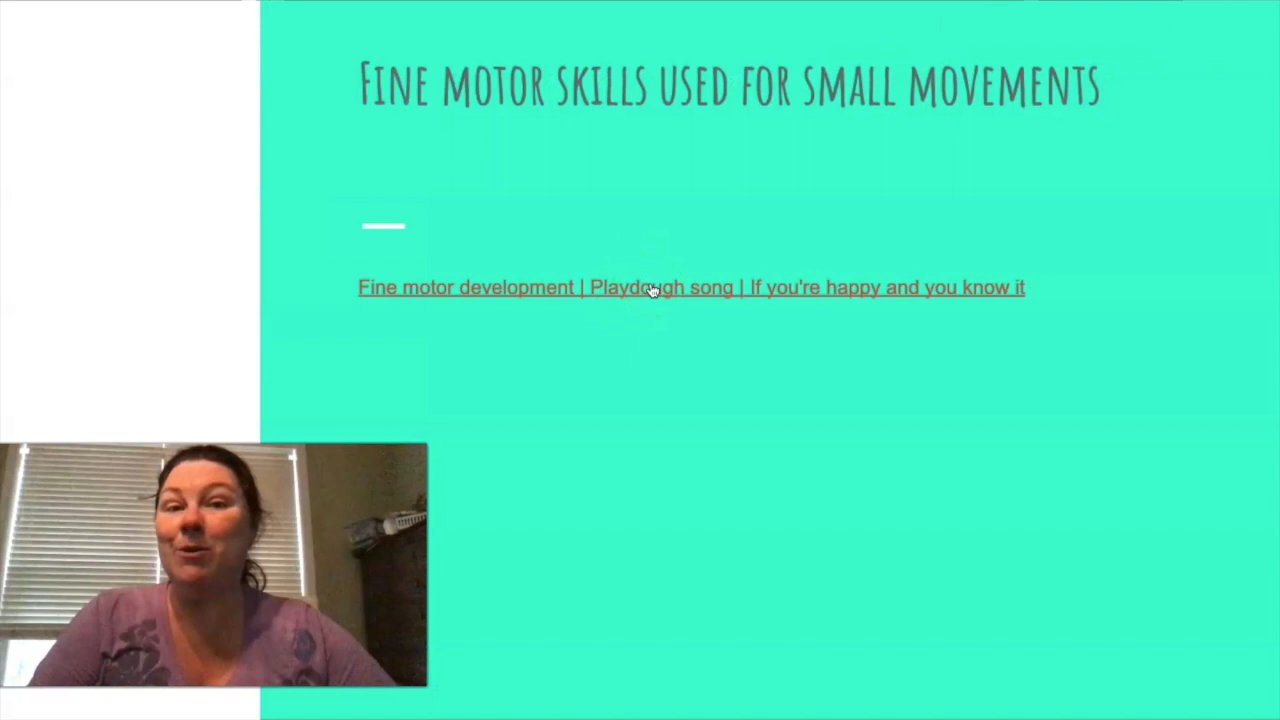 Fine motor skills used for small movements
Fine motor development | Playdough song | If you're happy and you know it